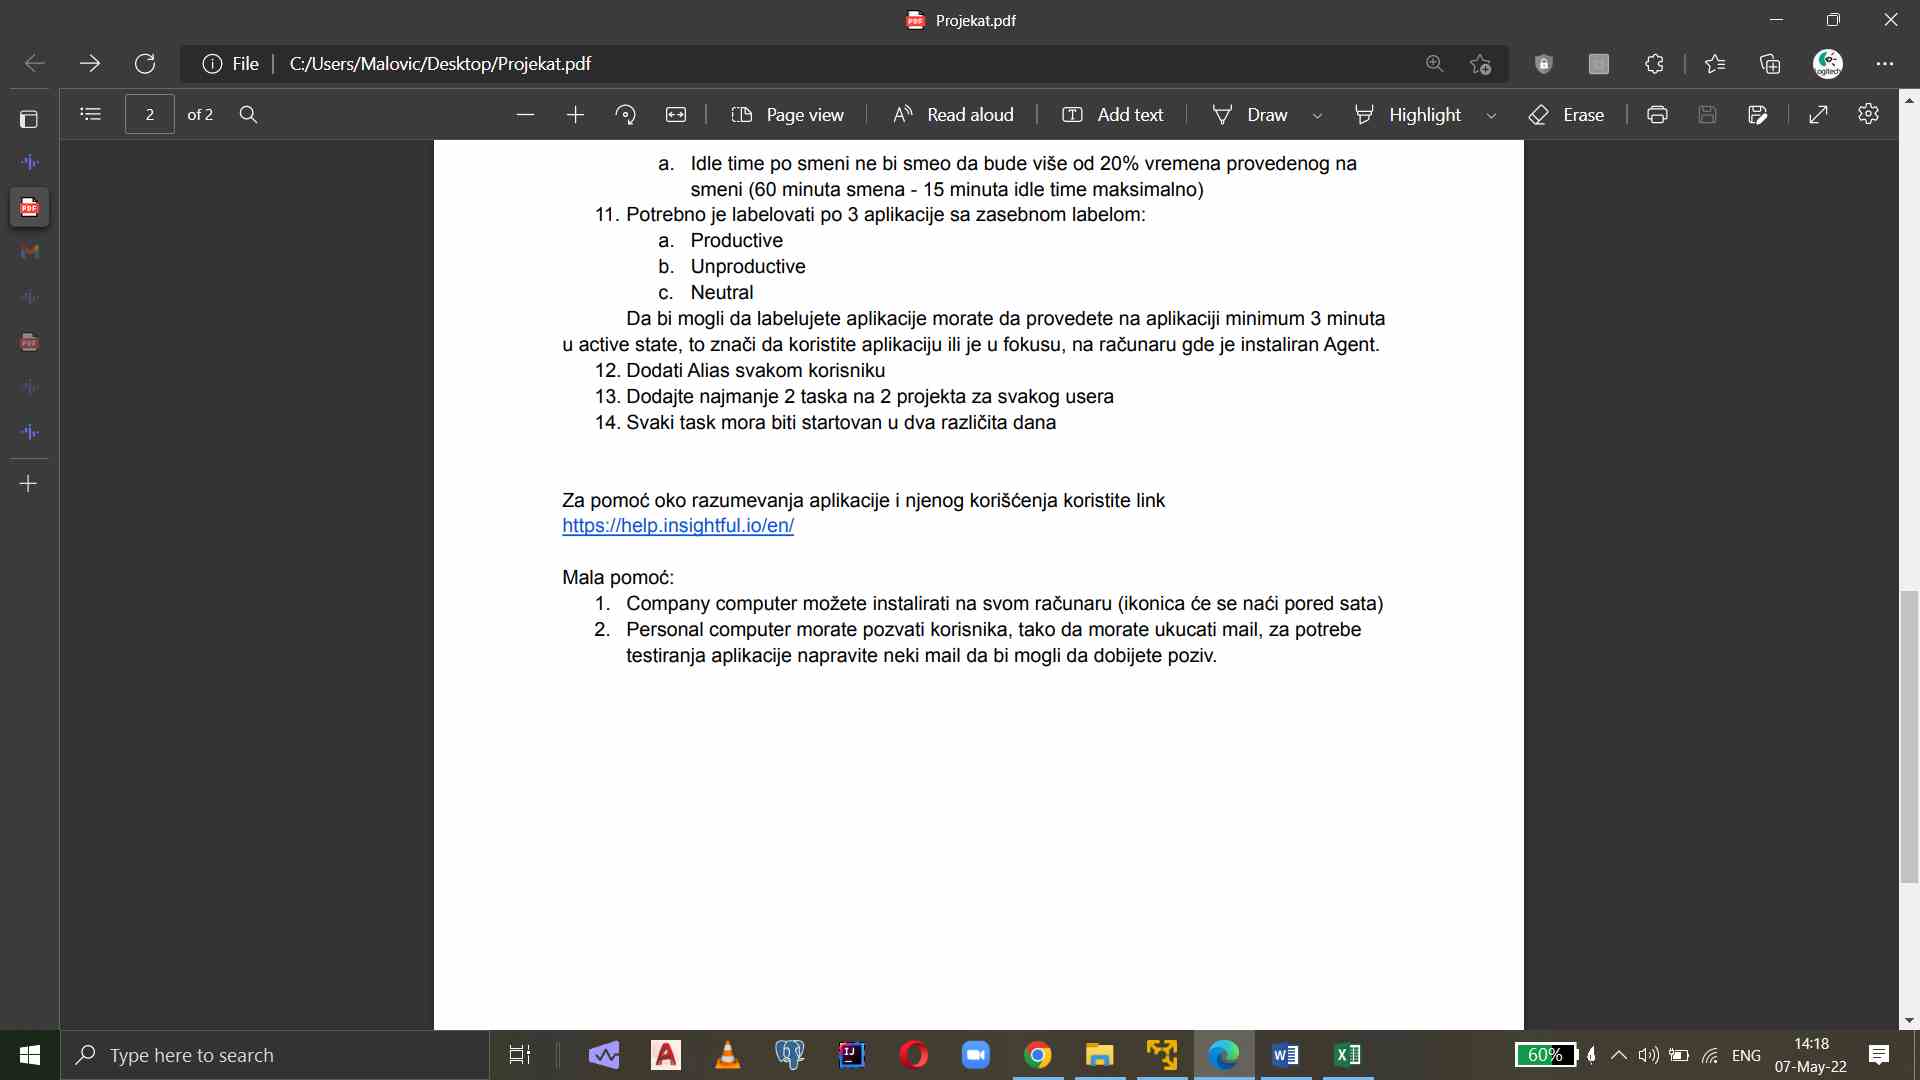 Projekat.pdf
File
C:/Users/Malovic/Desktop/Projekat.pdf
2 of 2
Page view
Read aloud
Add text
Draw
Highlight
Erase
a. Idle time po smeni ne bi smeo da bude više od 20% vremena provedenog na
smeni (60 minuta smena - 15 minuta idle time maksimalno)
11. Potrebno je labelovati po 3 aplikacije sa zasebnom labelom:
a. Productive
b. Unproductive
c. Neutral
Da bi mogli da labelujete aplikacije morate da provedete na aplikaciji minimum 3 minuta
u active state, to znači da koristite aplikaciju ili je u fokusu, na računaru gde je instaliran Agent.
12. Dodati Alias svakom korisniku
13. Dodajte najmanje 2 taska na 2 projekta za svakog usera
14. Svaki task mora biti startovan u dva različita dana
Za pomoć oko razumevanja aplikacije i njenog korišćenja koristite link
https://help.insightful.io/en/
Mala pomoć:
1. Company computer možete instalirati na svom računaru (ikonica će se naći pored sata)
2. Personal computer morate pozvati korisnika, tako da morate ukucati mail, za potrebe
testiranja aplikacije napravite neki mail da bi mogli da dobijete poziv.
Type here to search
60%
ENG
14:18
07-May-22